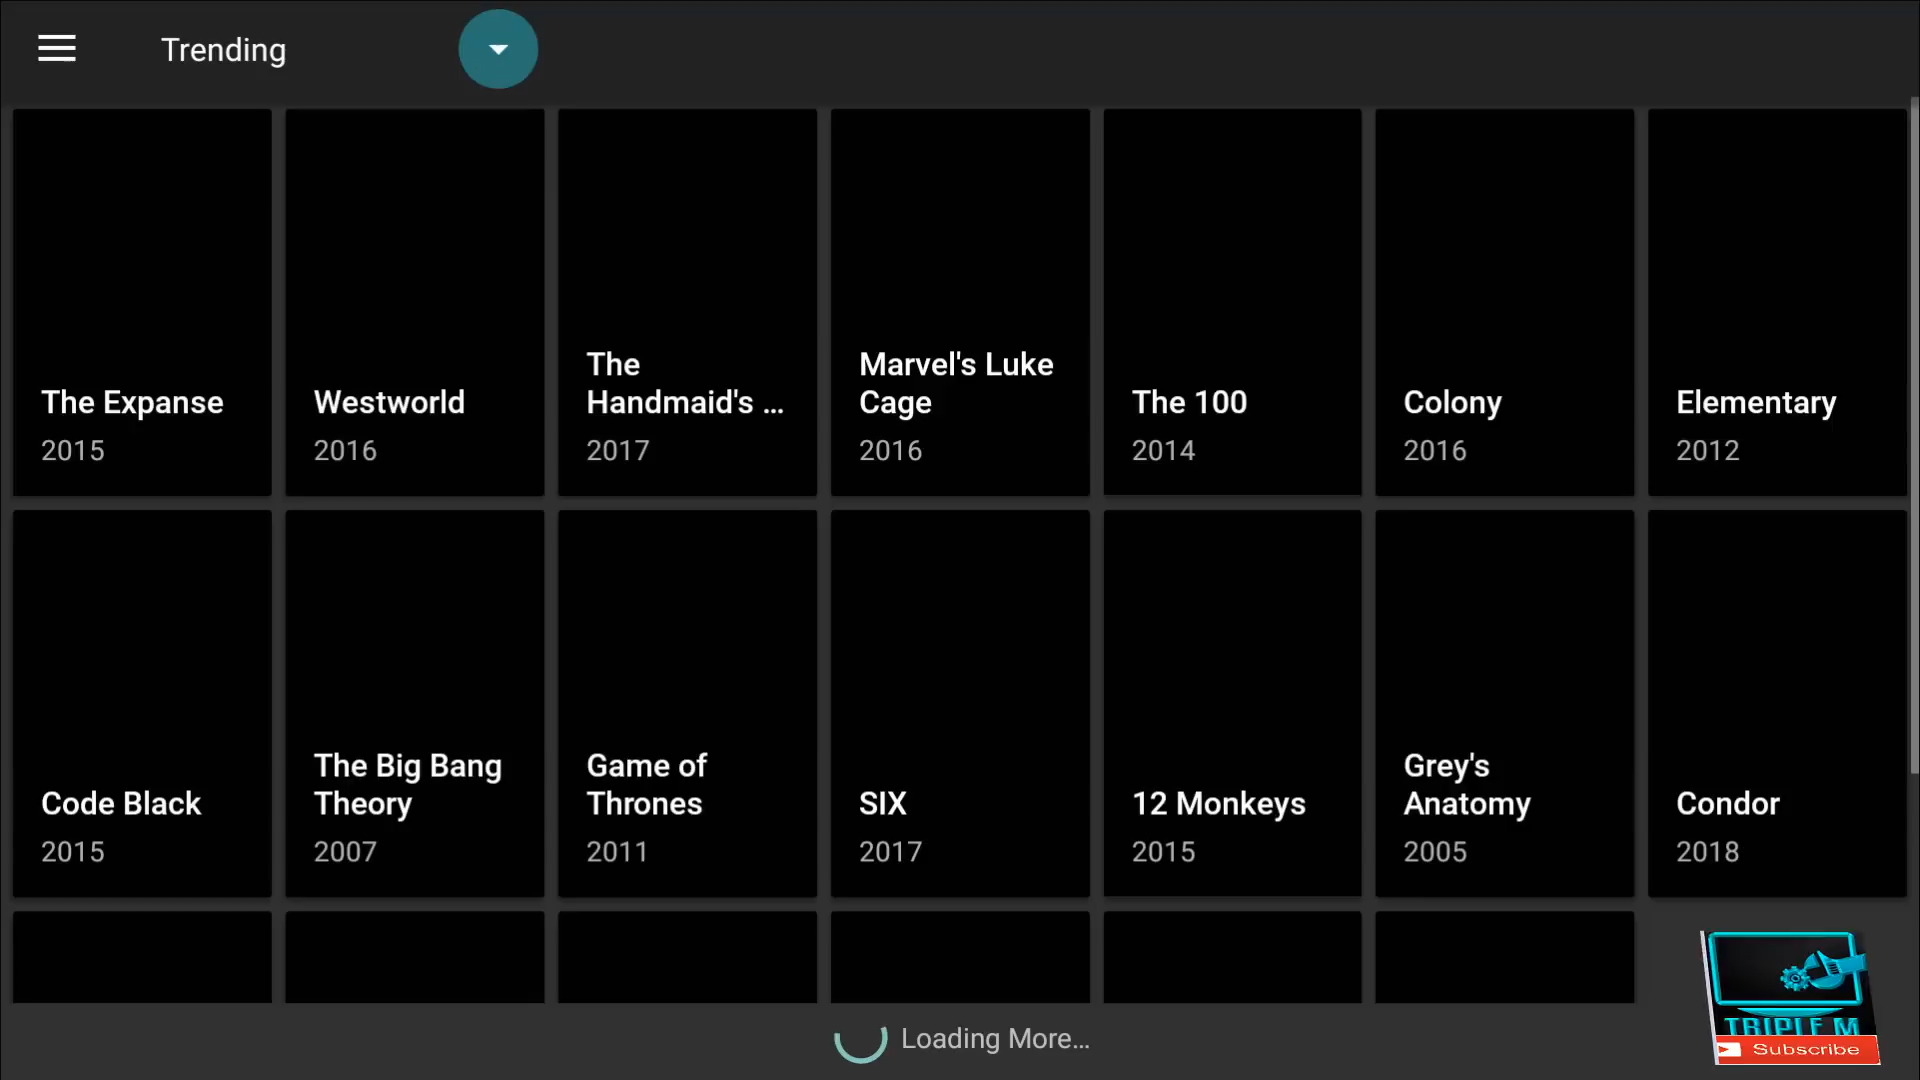 Trending
The Expanse
2015
Westworld
2016
The
Handmaid's ...
2017
Marvel's Luke
Cage
2016
The 100
2014
Colony
2016
Elementary
2012
Code Black
2015
The Big Bang
Theory
2007
Game of
Thrones
2011
SIX
2017
12 Monkeys
2015
Grey's
Anatomy
2005
Condor
2018
Loading More...
TRIPLE M
Subscribe